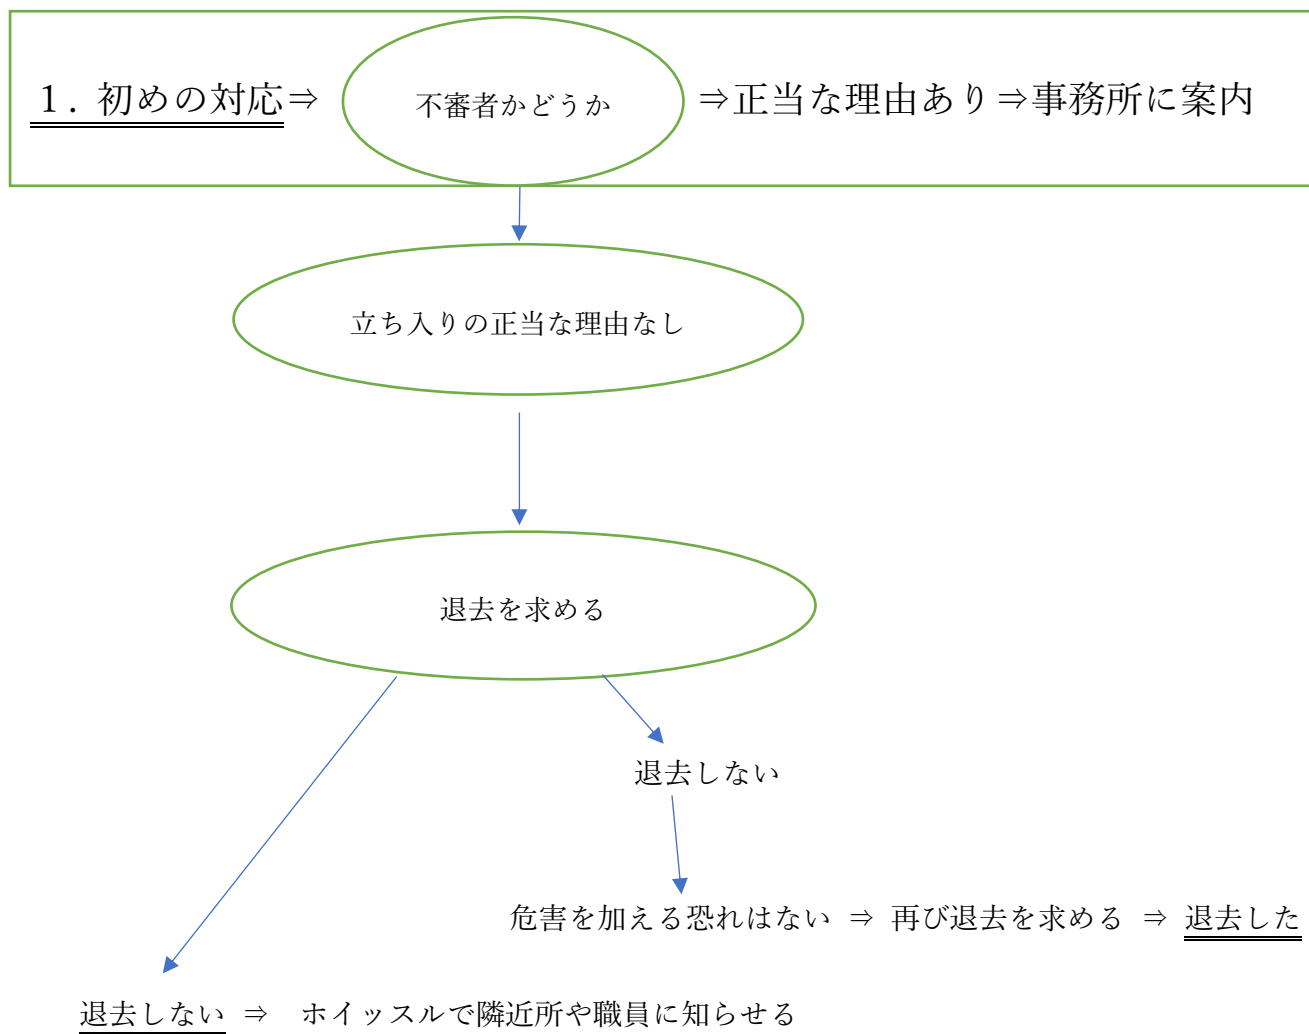 １．初めの対応⇒ 不審者かどうか ⇒正当な理由あり⇒事務所に案内
立ち入りの正当な理由なし
退去を求める
退去しない
危害を加える恐れはない ⇒ 再び退去を求める ⇒ 退去した
退去しない ⇒ ホイッスルで隣近所や職員に知らせる